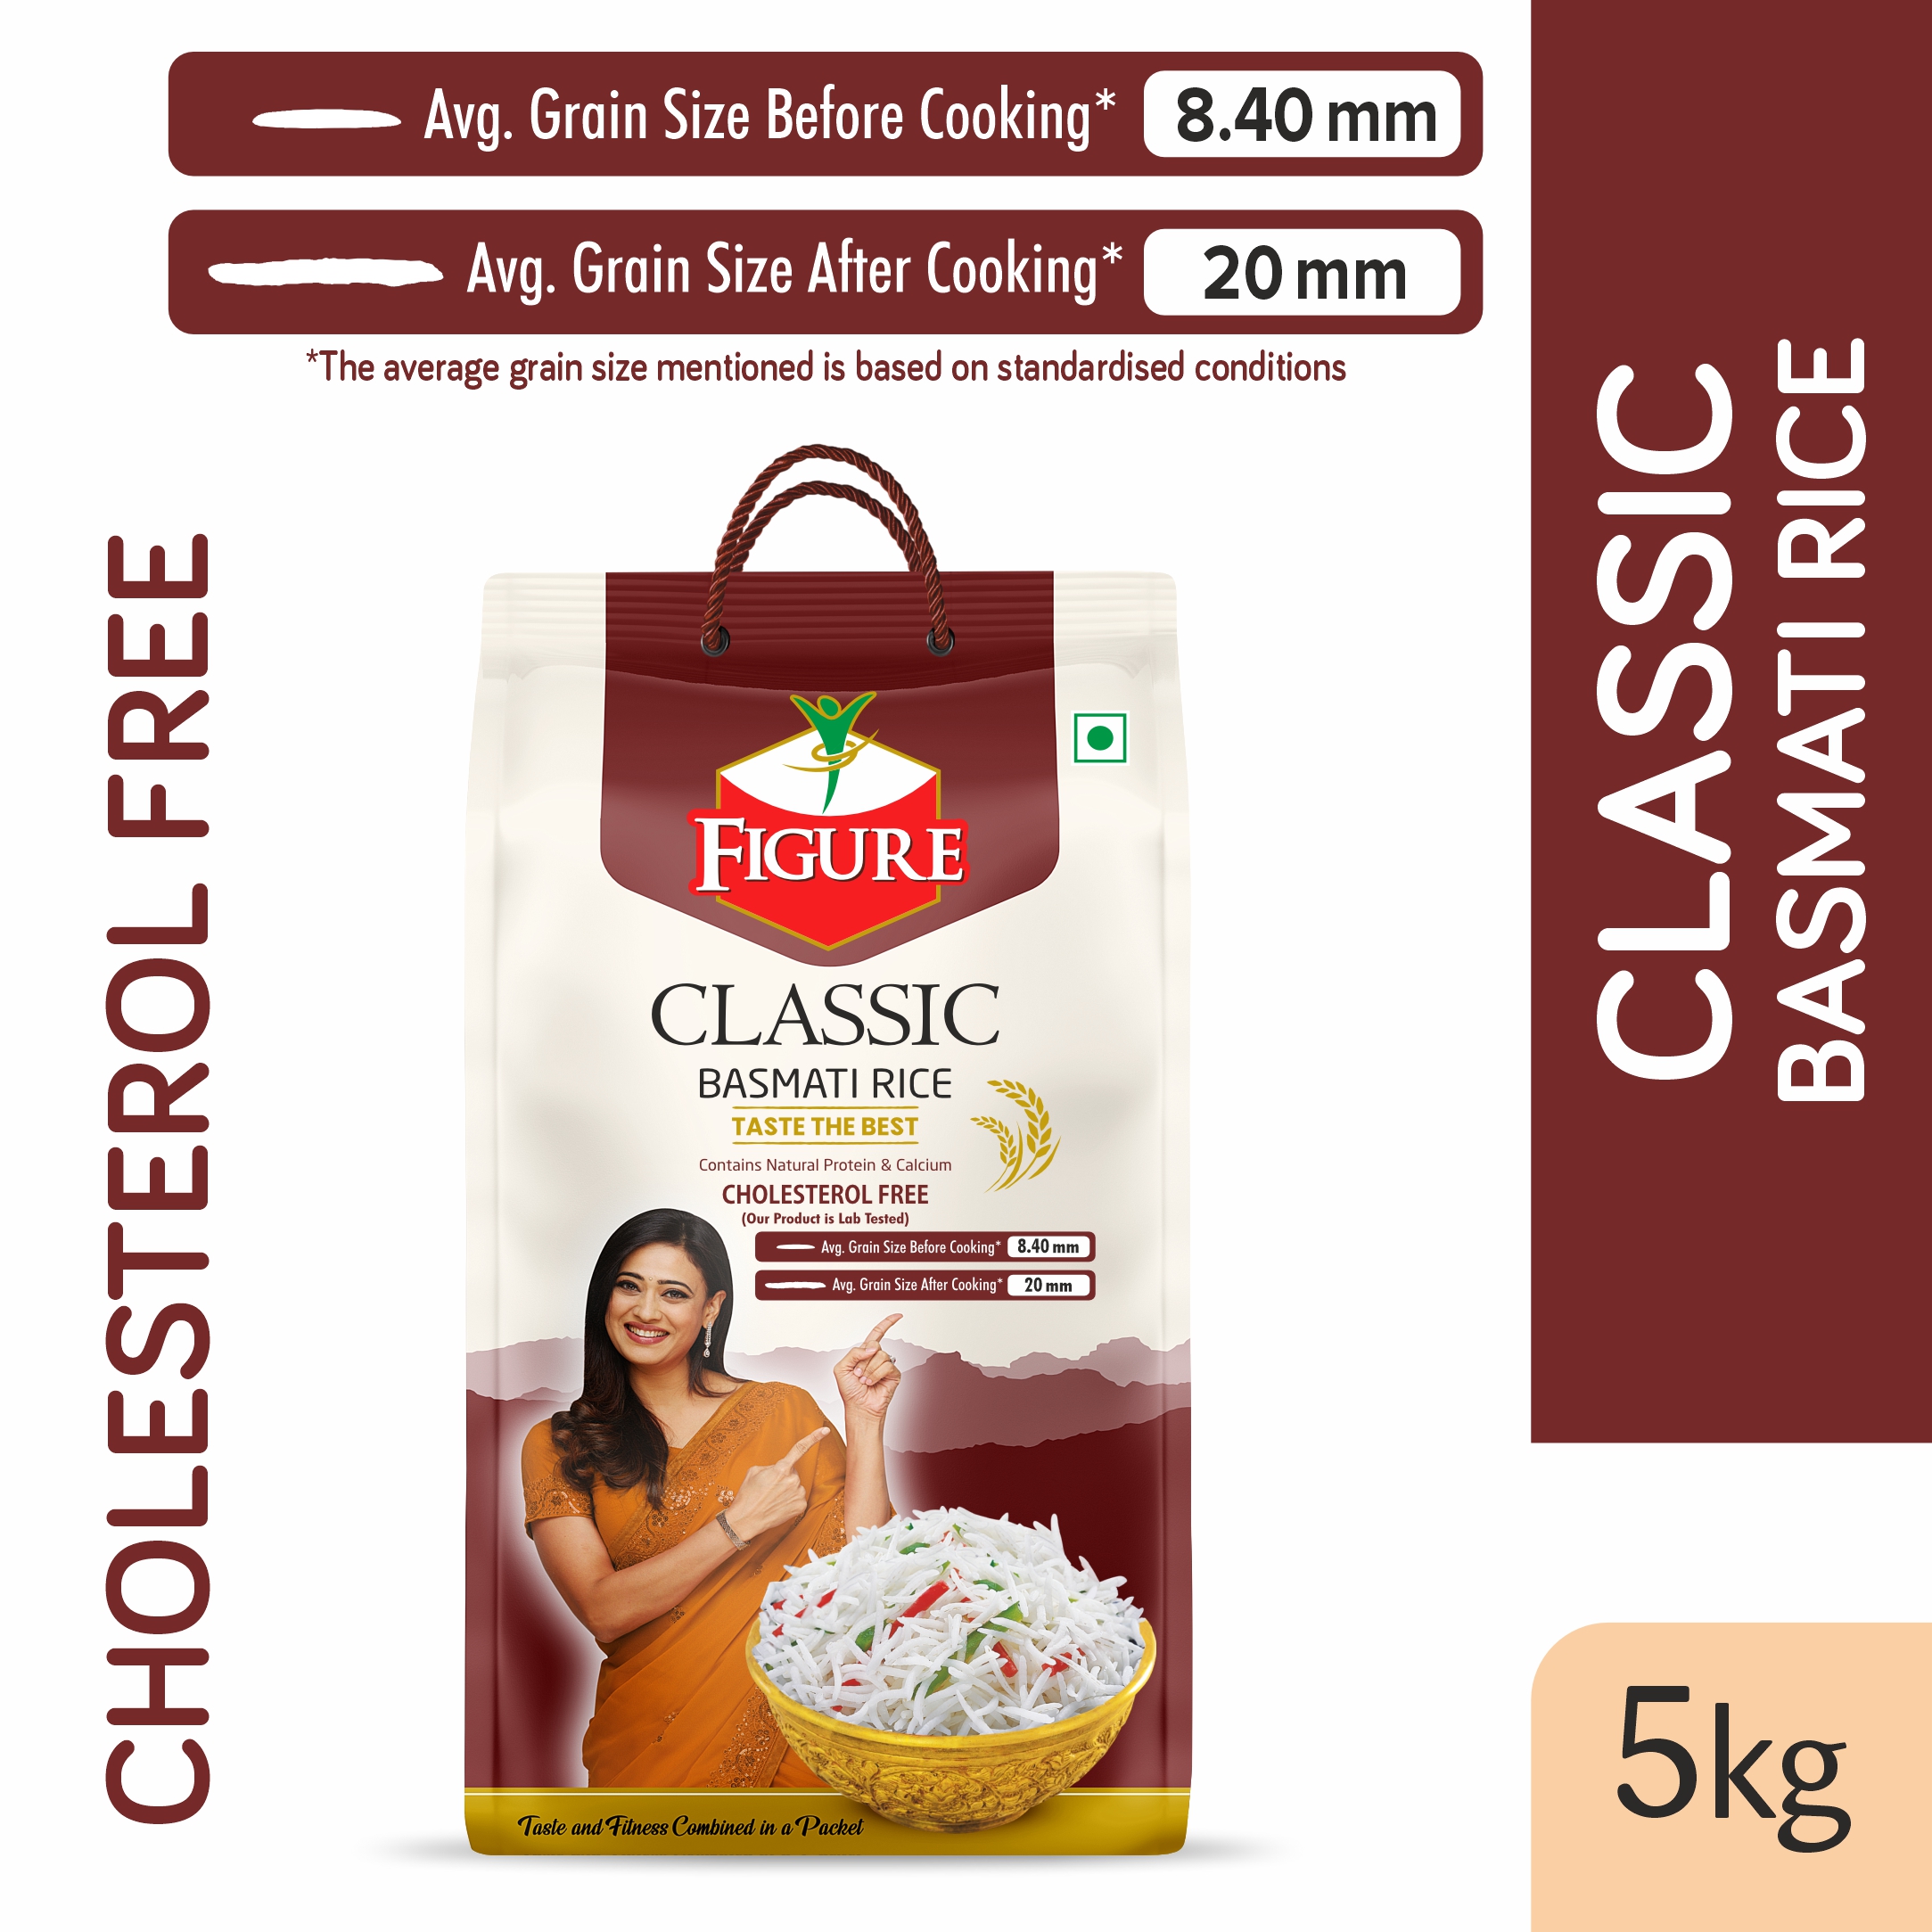 Avg. Grain Size Before Cooking* 8.40 mm
Avg. Grain Size After Cooking* 20 mm
*The average grain size mentioned is based on standardised conditions
CHOLESTEROL FREE
FIGURE
CLASSIC
BASMATI RICE
TASTE THE BEST
Contains Natural Protein & Calcium
CHOLESTEROL FREE
(Our Product is Lab Tested)
Avg. Grain Size Before Cooking* 8.40 mm
Avg. Grain Size After Cooking* 20 mm
Taste and Fitness Combined in a Packet
CLASSIC
BASMATI RICE
5kg